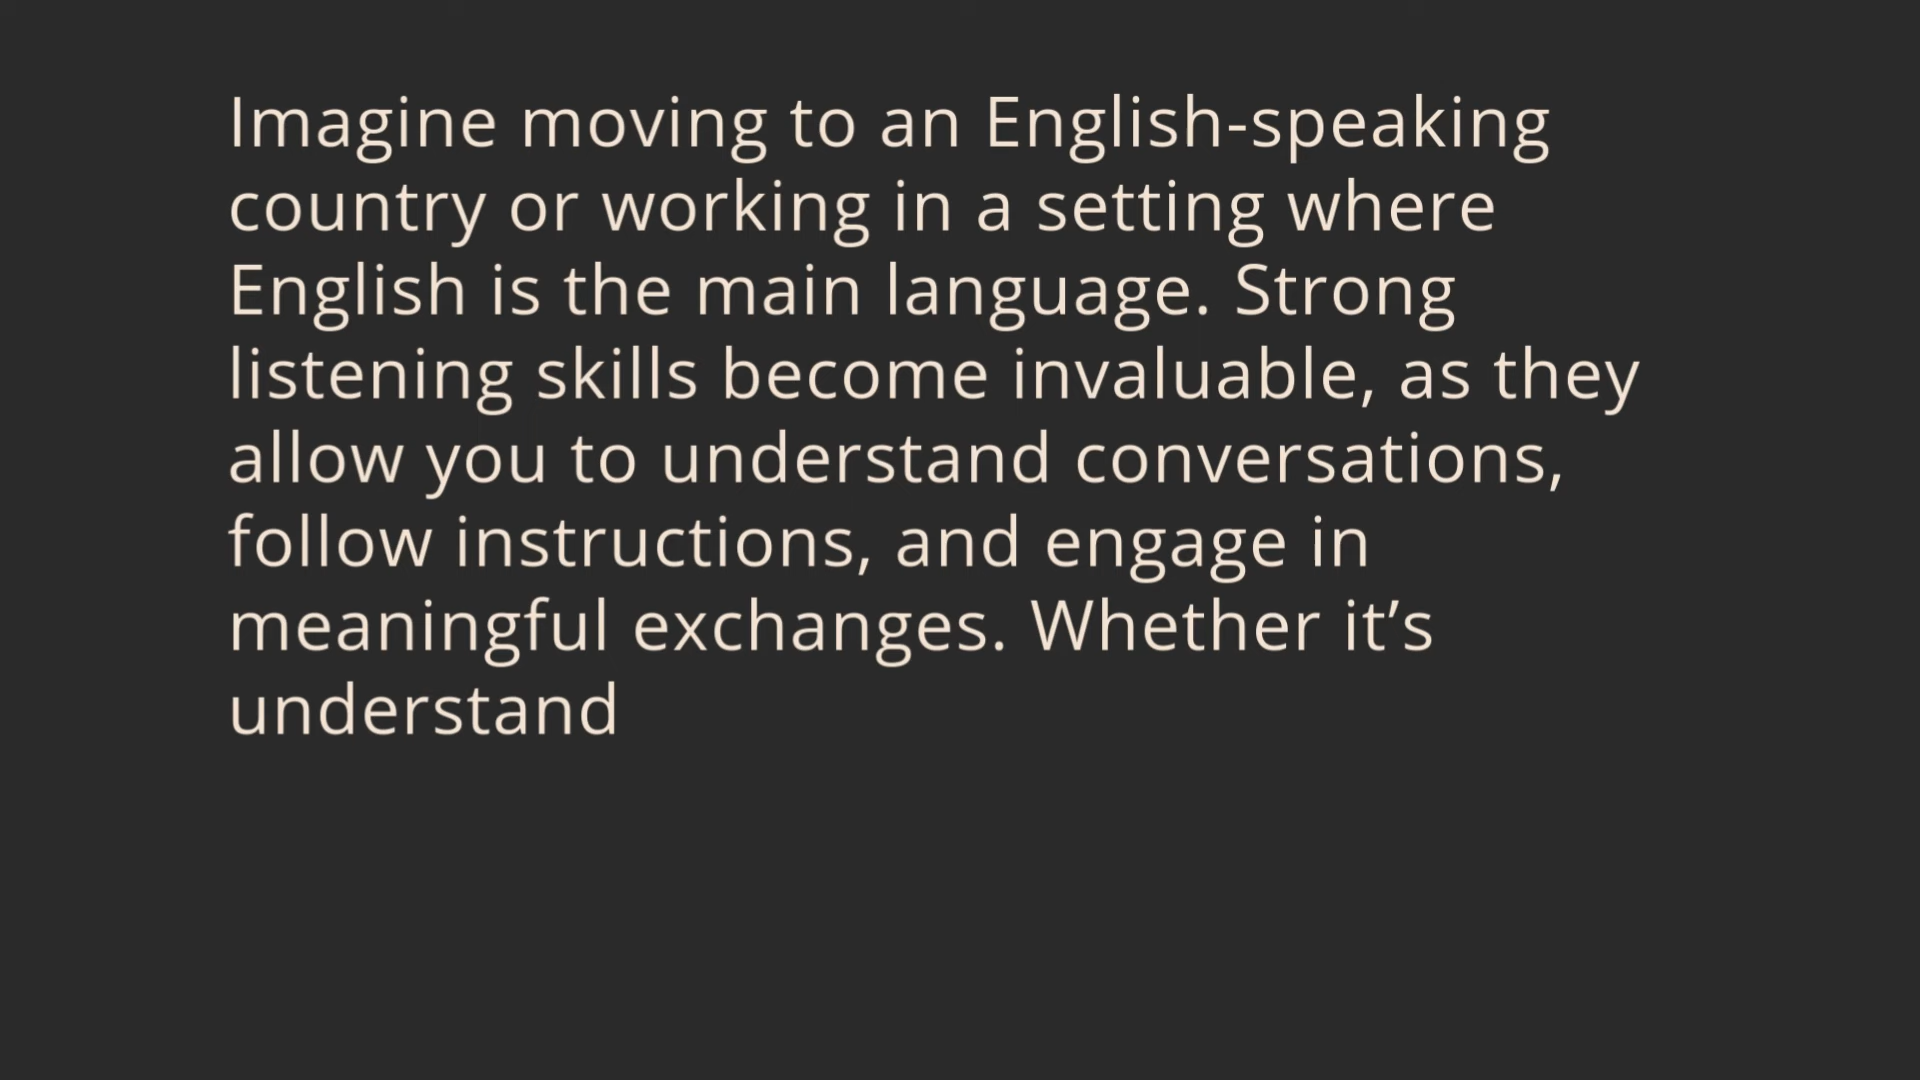 Imagine moving to an English-speaking
country or working in a setting where
English is the main language. Strong
listening skills become invaluable, as they
allow you to understand conversations,
follow instructions, and engage in
meaningful exchanges. Whether it’s
understand